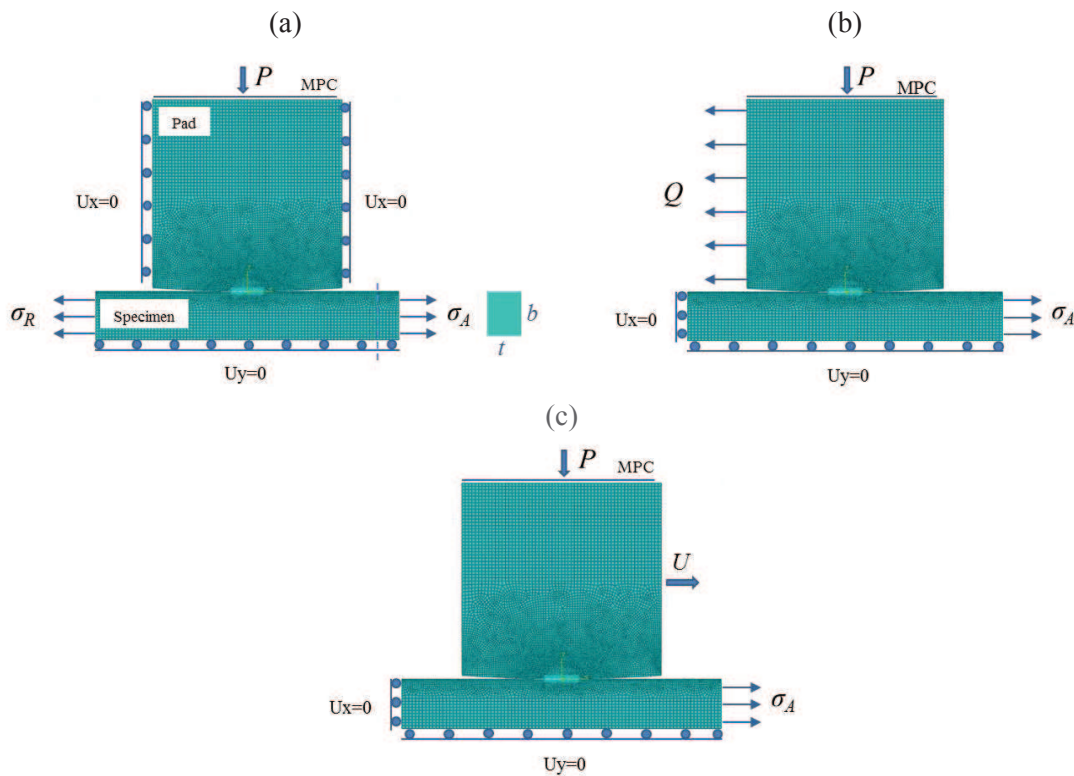 (a)
(b)
P
MPC
P
MPC
Pad
Q
Ux=0
Ux=0
σR
Specimen
σA
b
t
Ux=0
σA
Uy=0
Uy=0
(c)
P
MPC
U
Ux=0
σA
Uy=0